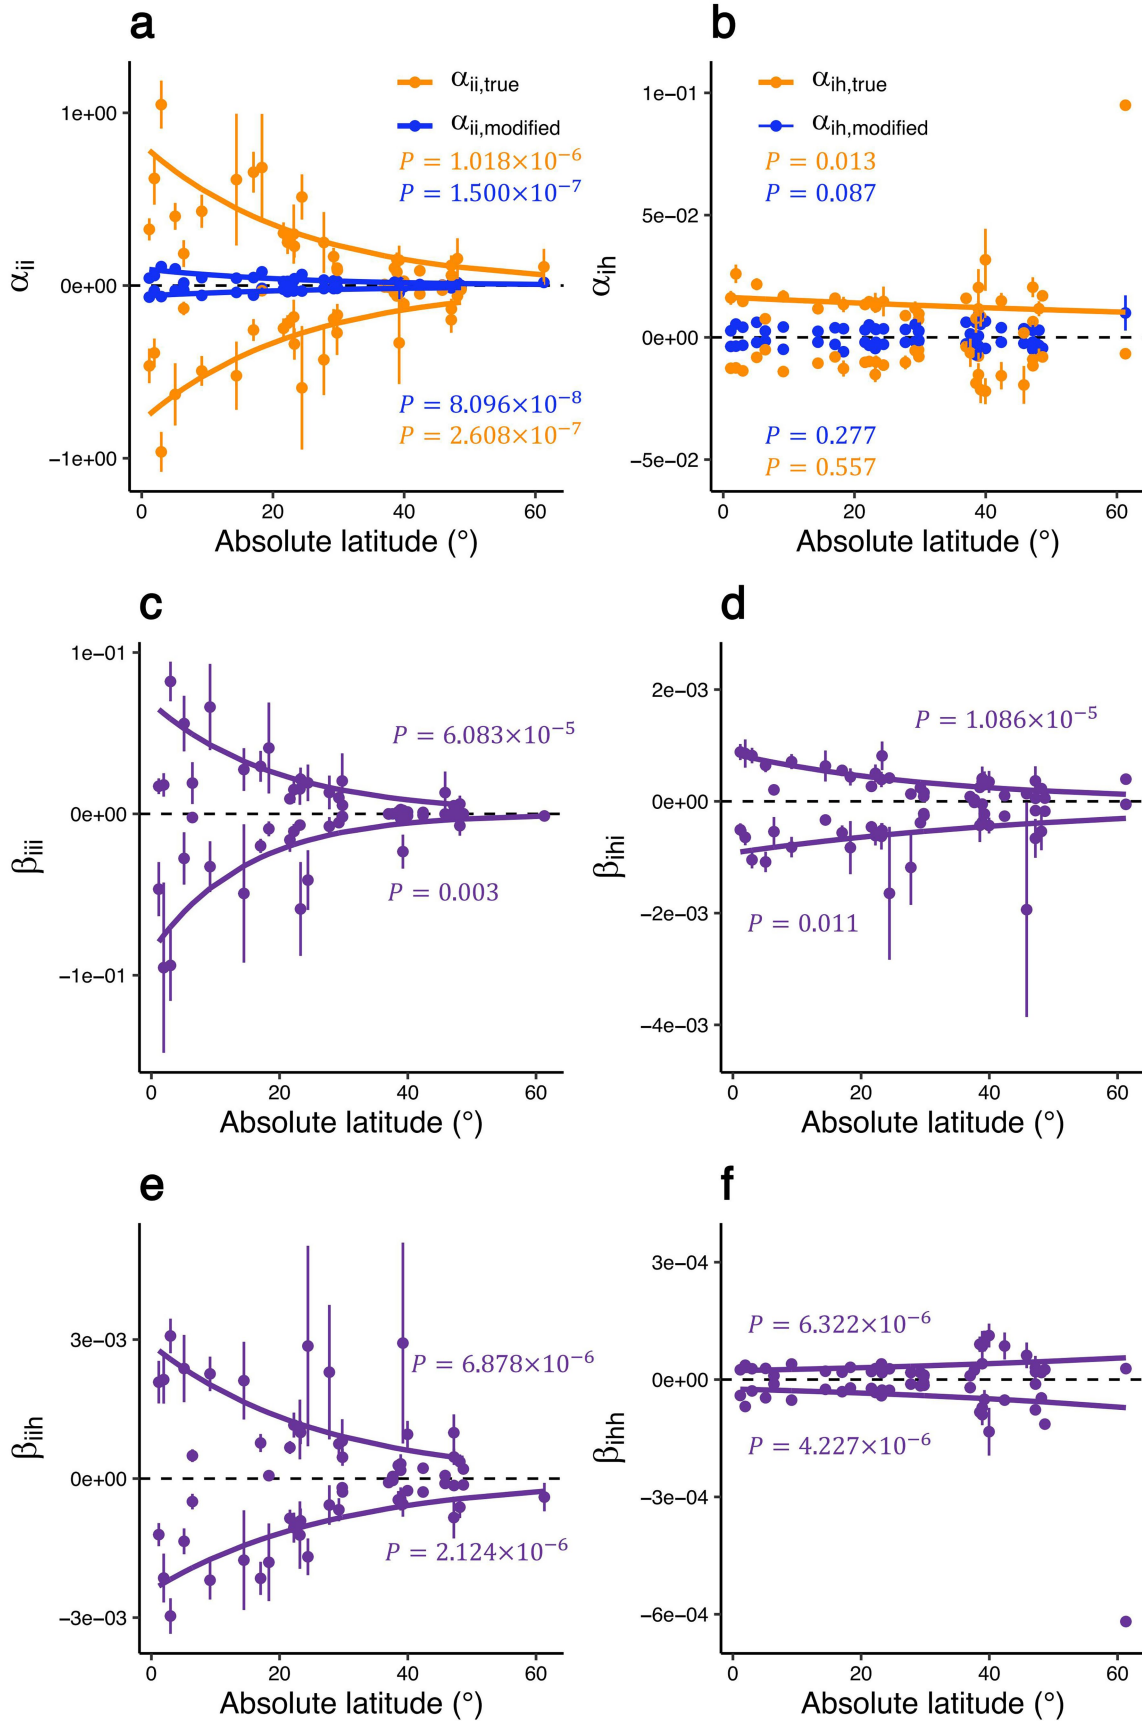 a
α_ii
1e+00
0e+00
−1e+00
α_ii,true
α_ii,modified
P = 1.018×10⁻⁶
P = 1.500×10⁻⁷
P = 8.096×10⁻⁸
P = 2.608×10⁻⁷
0 20 40 60
Absolute latitude (°)
b
α_ih
1e−01
5e−02
0e+00
−5e−02
α_ih,true
α_ih,modified
P = 0.013
P = 0.087
P = 0.277
P = 0.557
0 20 40 60
Absolute latitude (°)
c
β_iii
1e−01
0e+00
−1e−01
P = 6.083×10⁻⁵
P = 0.003
0 20 40 60
Absolute latitude (°)
d
β_ihi
2e−03
0e+00
−2e−03
−4e−03
P = 1.086×10⁻⁵
P = 0.011
0 20 40 60
Absolute latitude (°)
e
β_iih
3e−03
0e+00
−3e−03
P = 6.878×10⁻⁶
P = 2.124×10⁻⁶
0 20 40 60
Absolute latitude (°)
f
β_ihh
3e−04
0e+00
−3e−04
−6e−04
P = 6.322×10⁻⁶
P = 4.227×10⁻⁶
0 20 40 60
Absolute latitude (°)